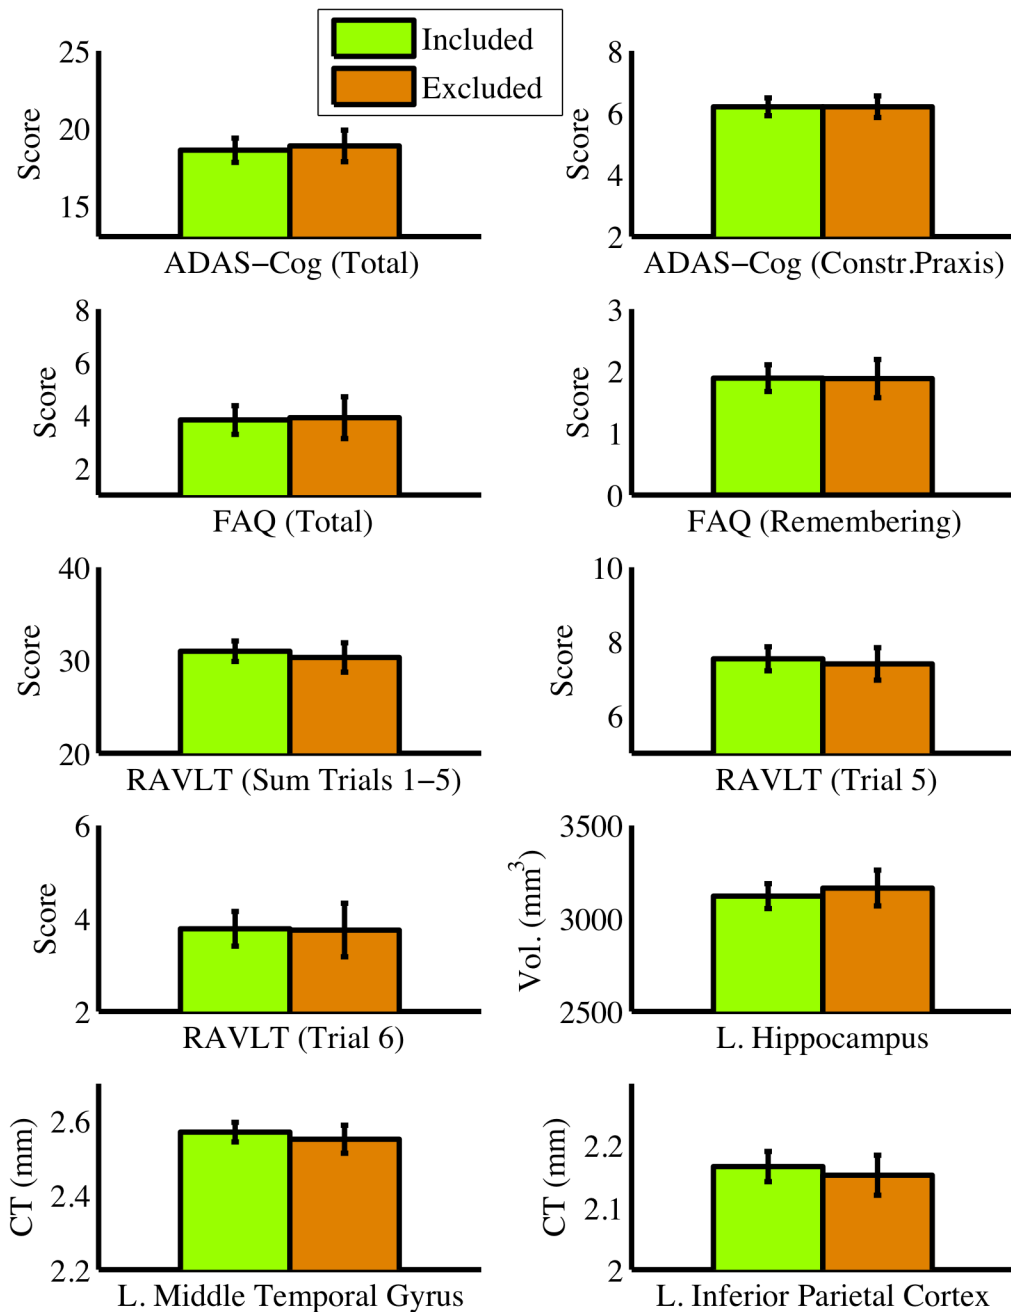 Included
Excluded
25
20
15
Score
ADAS−Cog (Total)
8
6
4
2
Score
ADAS−Cog (Constr.Praxis)
8
6
4
2
Score
FAQ (Total)
3
2
1
0
Score
FAQ (Remembering)
40
30
20
Score
RAVLT (Sum Trials 1−5)
10
8
6
Score
RAVLT (Trial 5)
6
4
2
Score
RAVLT (Trial 6)
3500
3000
2500
Vol. (mm³)
L. Hippocampus
2.6
2.4
2.2
CT (mm)
L. Middle Temporal Gyrus
2.2
2.1
2
CT (mm)
L. Inferior Parietal Cortex